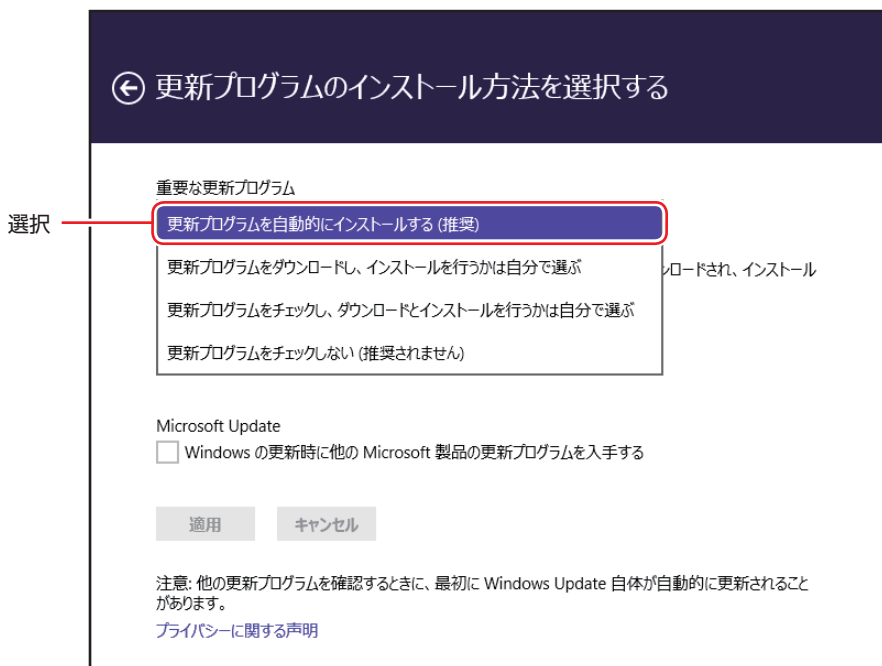 更新プログラムのインストール方法を選択する
重要な更新プログラム
選択
更新プログラムを自動的にインストールする (推奨)
更新プログラムをダウンロードし、インストールを行うかは自分で選ぶ
ンロードされ、インストール
更新プログラムをチェックし、ダウンロードとインストールを行うかは自分で選ぶ
更新プログラムをチェックしない (推奨されません)
Microsoft Update
Windows の更新時に他の Microsoft 製品の更新プログラムを入手する
適用 キャンセル
注意: 他の更新プログラムを確認するときに、最初に Windows Update 自体が自動的に更新されること
があります。
プライバシーに関する声明